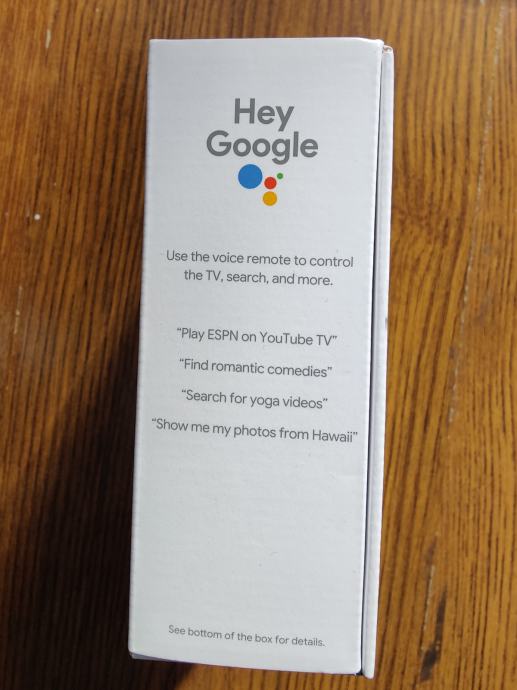 Hey
Google
Use the voice remote to control
the TV, search, and more.
“Play ESPN on YouTube TV”
“Find romantic comedies”
“Search for yoga videos”
“Show me my photos from Hawaii”
See bottom of the box for details.